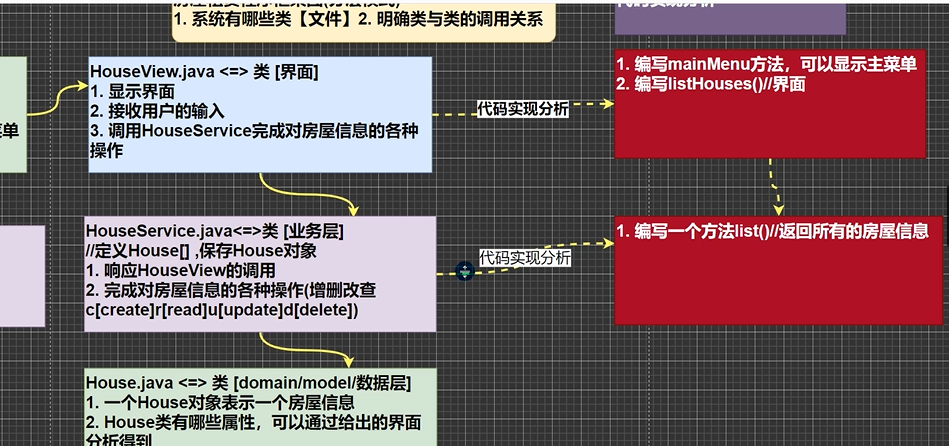 1. 系统有哪些类【文件】2. 明确类与类的调用关系
代码实现分析
HouseView.java <=> 类 [界面]
1. 显示界面
2. 接收用户的输入
3. 调用HouseService完成对房屋信息的各种
操作
代码实现分析
1. 编写mainMenu方法，可以显示主菜单
2. 编写listHouses()//界面
菜单
HouseService.java<=>类 [业务层]
//定义House[] ,保存House对象
1. 响应HouseView的调用
2. 完成对房屋信息的各种操作(增删改查
c[create]r[read]u[update]d[delete])
代码实现分析
1. 编写一个方法list()//返回所有的房屋信息
House.java <=> 类 [domain/model/数据层]
1. 一个House对象表示一个房屋信息
2. House类有哪些属性，可以通过给出的界面
分析得到